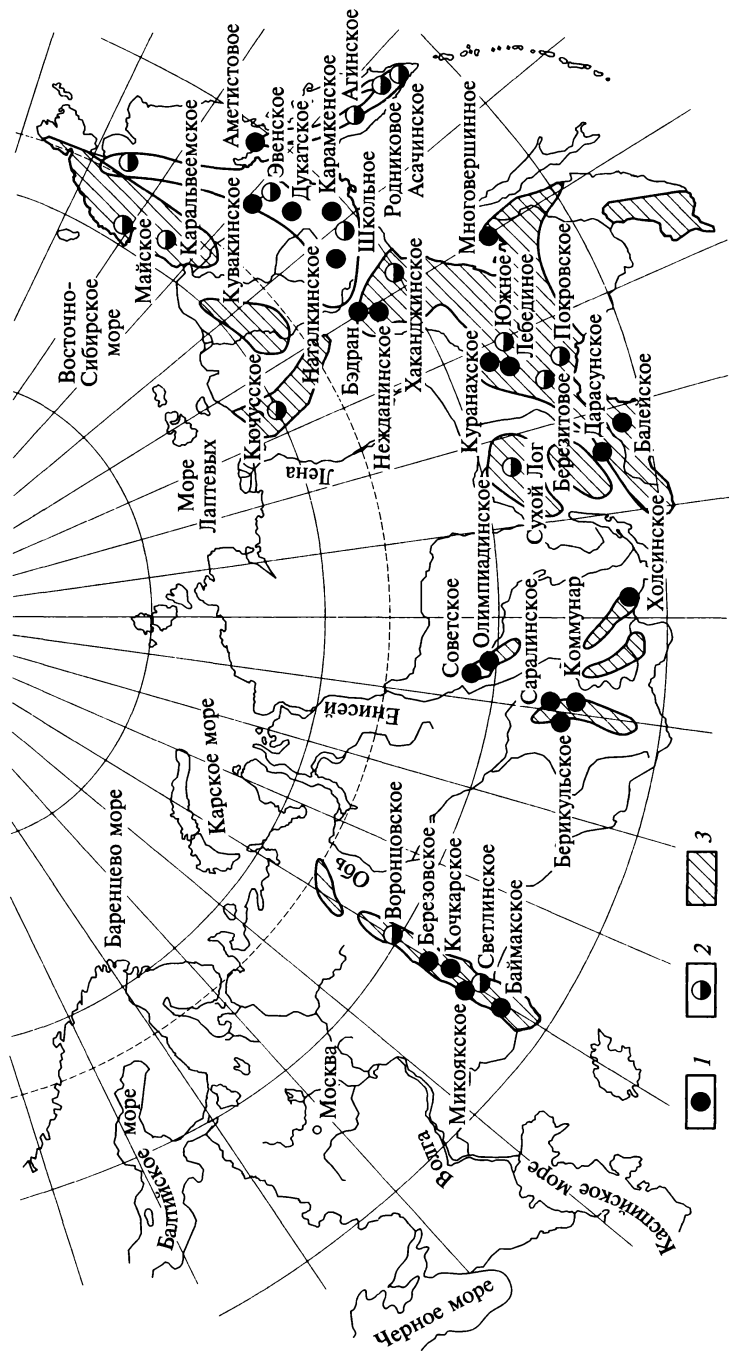 Баренцево море
Карское море
Море
Лаптевых
Восточно-
Сибирское
море
Балтийское
море
Черное море
Каспийское море
Москва
Волга
Обь
Енисей
Лена
Воронцовское
Березовское
Кочкарское
Светлинское
Баймакское
Микоякское
Советское
Олимпиадинское
Саралинское
Коммунар
Берикульское
Холсинское
Сухой Лог
Березитовое
Дарасунское
Балейское
Покровское
Куранахское
Лебединое
Южное
Многовершинное
Кючусское
Бэдран
Нежданинское
Хаканджинское
Наталкинское
Школьное
Кувакинское
Карамкенское
Дукатское
Эвенское
Аметистовое
Майское
Каральвеемское
Агинское
Родниковое
Асачинское
1
2
3